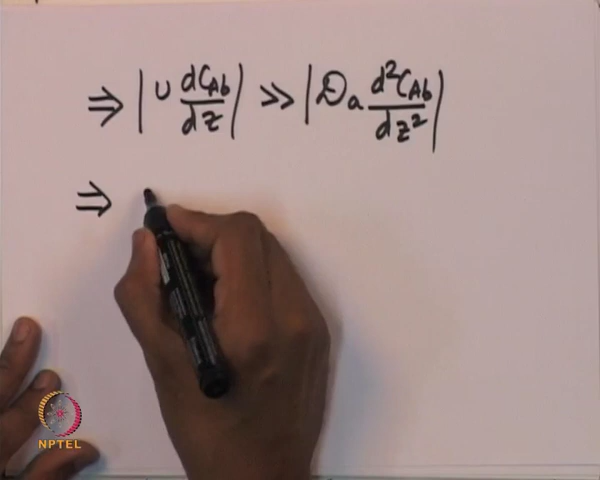 ⇒ |U dC_Ab/dz| >> |D_a d²C_Ab/dz²|
⇒
NPTEL